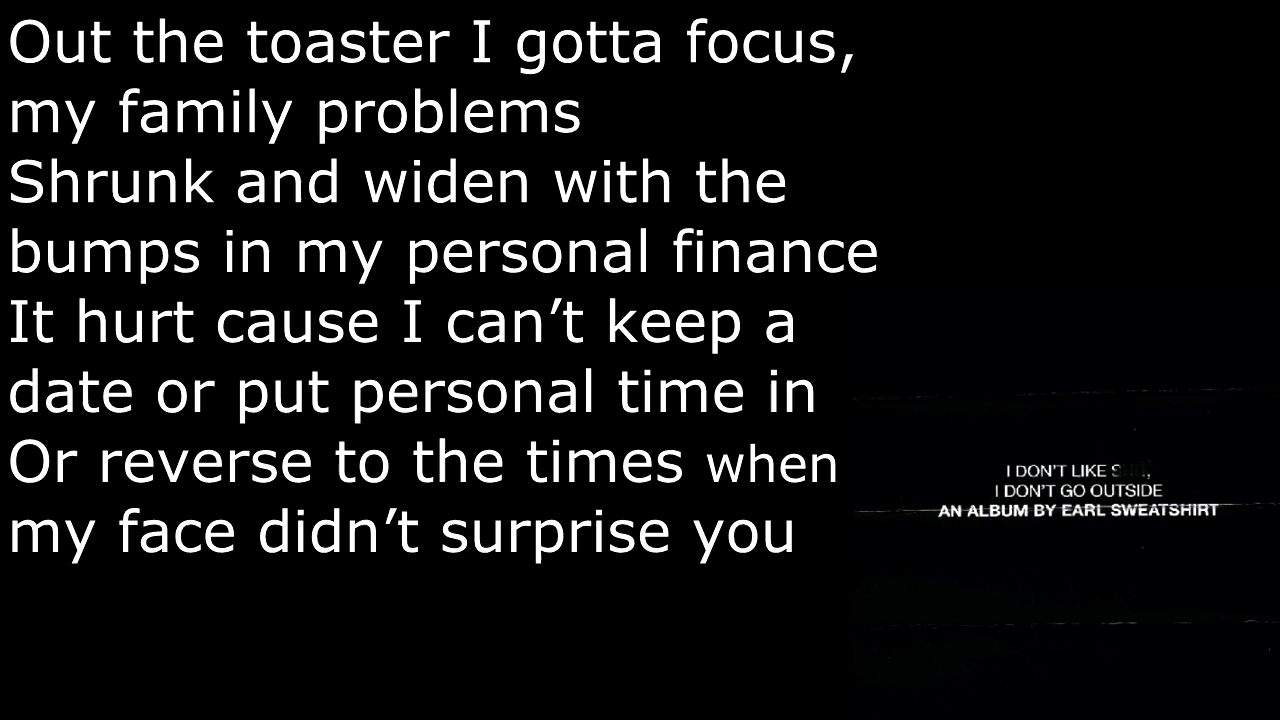 Out the toaster I gotta focus,
my family problems
Shrunk and widen with the
bumps in my personal finance
It hurt cause I can’t keep a
date or put personal time in
Or reverse to the times when
my face didn’t surprise you
I DON'T LIKE S
I DON'T GO OUTSIDE
AN ALBUM BY EARL SWEATSHIRT